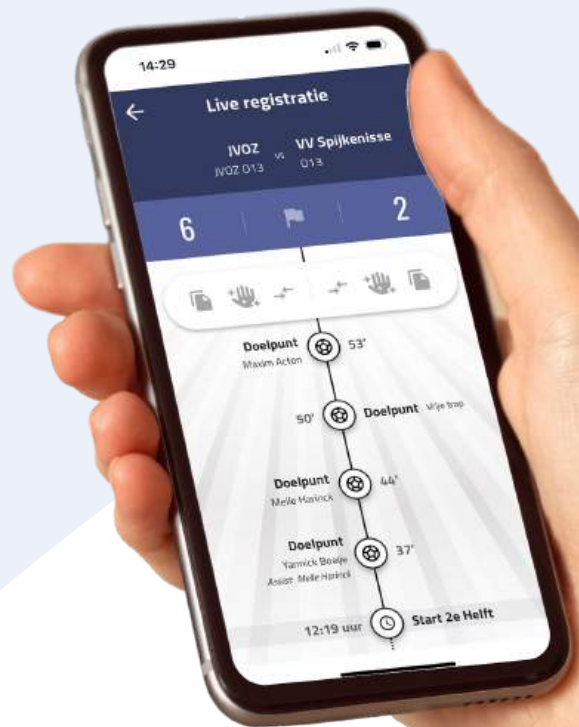 14:29
Live registratie
JVOZ vs VV Spijkenisse
JVOZ O13 O13
6 2
Doelpunt 53'
Maxim Acton
50' Doelpunt Vrije trap
Doelpunt 44'
Melle Harinck
Doelpunt 37'
Yannick Boatje
Assist: Melle Harinck
12:19 uur Start 2e Helft